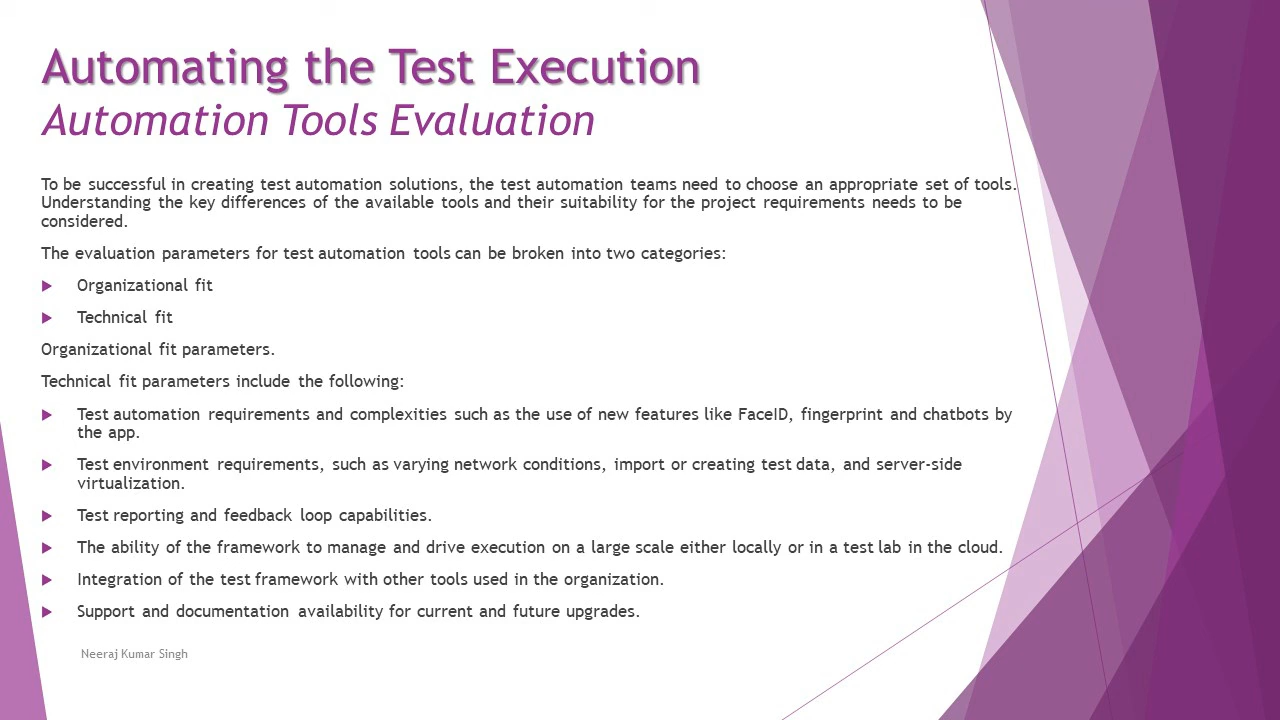 Automating the Test Execution
Automation Tools Evaluation
To be successful in creating test automation solutions, the test automation teams need to choose an appropriate set of tools.
Understanding the key differences of the available tools and their suitability for the project requirements needs to be
considered.
The evaluation parameters for test automation tools can be broken into two categories:
Organizational fit
Technical fit
Organizational fit parameters.
Technical fit parameters include the following:
Test automation requirements and complexities such as the use of new features like FaceID, fingerprint and chatbots by
the app.
Test environment requirements, such as varying network conditions, import or creating test data, and server-side
virtualization.
Test reporting and feedback loop capabilities.
The ability of the framework to manage and drive execution on a large scale either locally or in a test lab in the cloud.
Integration of the test framework with other tools used in the organization.
Support and documentation availability for current and future upgrades.
Neeraj Kumar Singh